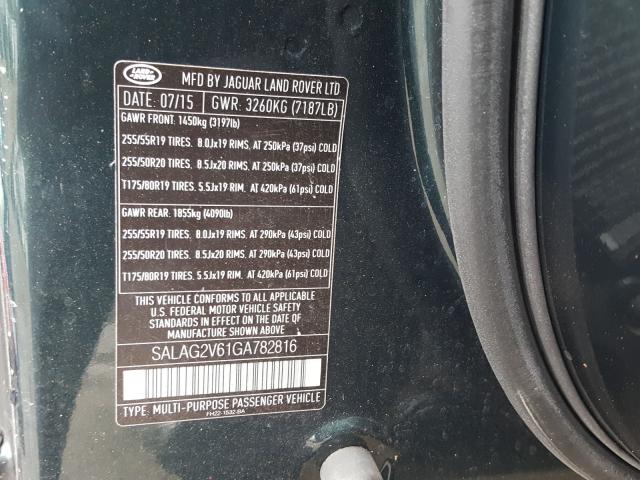 LAND ROVER
MFD BY JAGUAR LAND ROVER LTD
DATE: 07/15 GWR: 3260KG (7187LB)
GAWR FRONT: 1450kg (3197lb)
255/55R19 TIRES. 8.0Jx19 RIMS, AT 250kPa (37psi) COLD
255/50R20 TIRES. 8.5Jx20 RIMS, AT 250kPa (37psi) COLD
T175/80R19 TIRES. 5.5Jx19 RIM. AT 420kPa (61psi) COLD
GAWR REAR: 1855kg (4090lb)
255/55R19 TIRES. 8.0Jx19 RIMS, AT 290kPa (43psi) COLD
255/50R20 TIRES. 8.5Jx20 RIMS, AT 290kPa (43psi) COLD
T175/80R19 TIRES. 5.5Jx19 RIM. AT 420kPa (61psi) COLD
THIS VEHICLE CONFORMS TO ALL APPLICABLE
U.S. FEDERAL MOTOR VEHICLE SAFETY
STANDARDS IN EFFECT ON THE DATE OF
MANUFACTURE SHOWN ABOVE.
SALAG2V61GA782816
TYPE: MULTI-PURPOSE PASSENGER VEHICLE
FH22-1532-BA